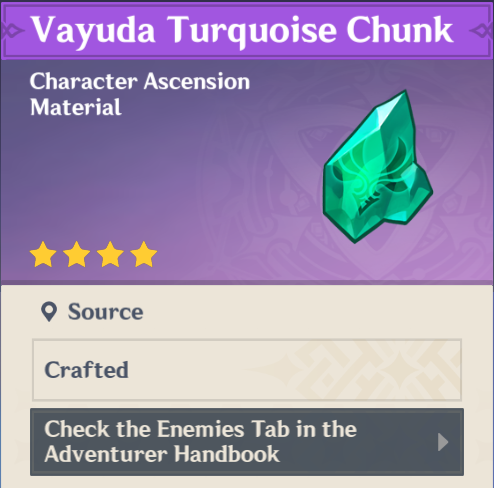 Vayuda Turquoise Chunk
Character Ascension
Material
Source
Crafted
Check the Enemies Tab in the
Adventurer Handbook